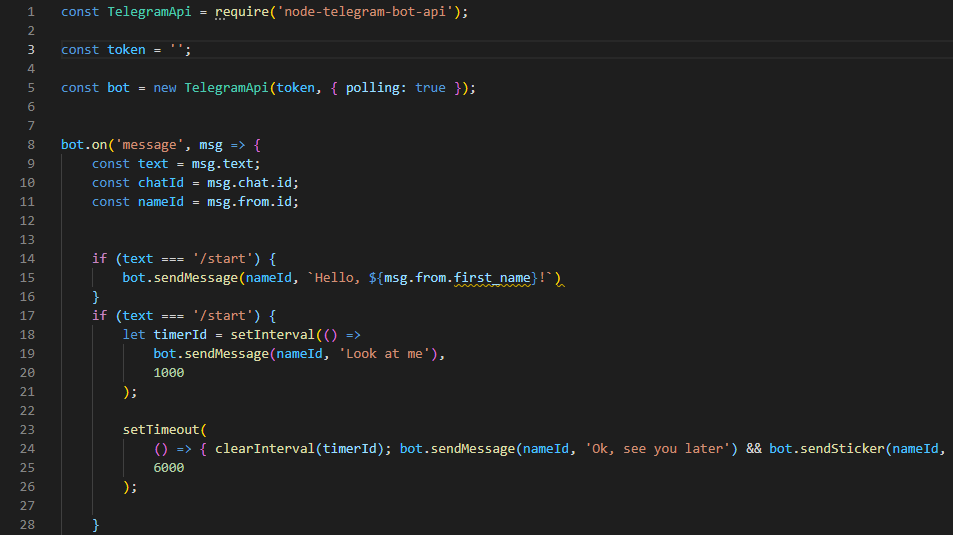 1 const TelegramApi = require('node-telegram-bot-api');
2
3 const token = '';
4
5 const bot = new TelegramApi(token, { polling: true });
6
7
8 bot.on('message', msg => {
9 const text = msg.text;
10 const chatId = msg.chat.id;
11 const nameId = msg.from.id;
12
13
14 if (text === '/start') {
15 bot.sendMessage(nameId, `Hello, ${msg.from.first_name}!`)
16 }
17 if (text === '/start') {
18 let timerId = setInterval(() =>
19 bot.sendMessage(nameId, 'Look at me'),
20 1000
21 );
22
23 setTimeout(
24 () => { clearInterval(timerId); bot.sendMessage(nameId, 'Ok, see you later') && bot.sendSticker(nameId,
25 6000
26 );
27
28 }